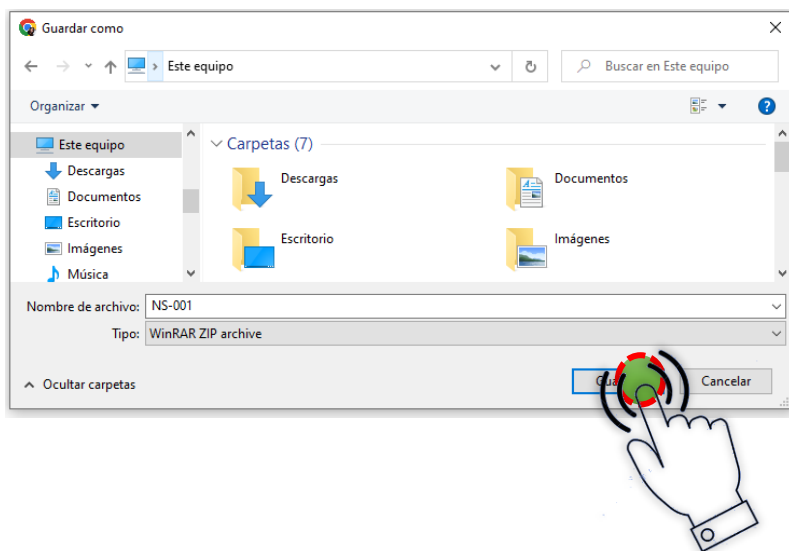 Guardar como
Este equipo
Buscar en Este equipo
Organizar
Este equipo
Descargas
Documentos
Escritorio
Imágenes
Música
Carpetas (7)
Descargas
Documentos
Escritorio
Imágenes
Nombre de archivo: NS-001
Tipo: WinRAR ZIP archive
Ocultar carpetas
Cancelar